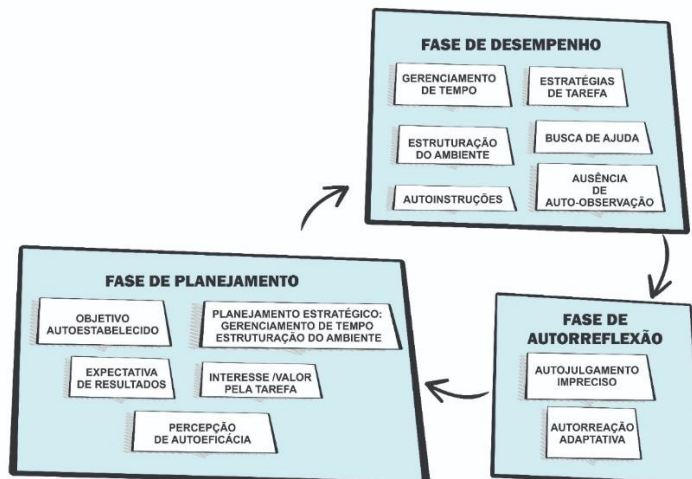 FASE DE DESEMPENHO
GERENCIAMENTO
DE TEMPO
ESTRATÉGIAS
DE TAREFA
ESTRUTURAÇÃO
DO AMBIENTE
BUSCA DE AJUDA
AUTOINSTRUÇÕES
AUSÊNCIA
DE
AUTO-OBSERVAÇÃO
FASE DE PLANEJAMENTO
OBJETIVO
AUTOESTABELECIDO
PLANEJAMENTO ESTRATÉGICO:
GERENCIAMENTO DE TEMPO
ESTRUTURAÇÃO DO AMBIENTE
EXPECTATIVA
DE RESULTADOS
INTERESSE /VALOR
PELA TAREFA
PERCEPÇÃO
DE AUTOEFICÁCIA
FASE DE
AUTORREFLEXÃO
AUTOJULGAMENTO
IMPRECISO
AUTORREAÇÃO
ADAPTATIVA